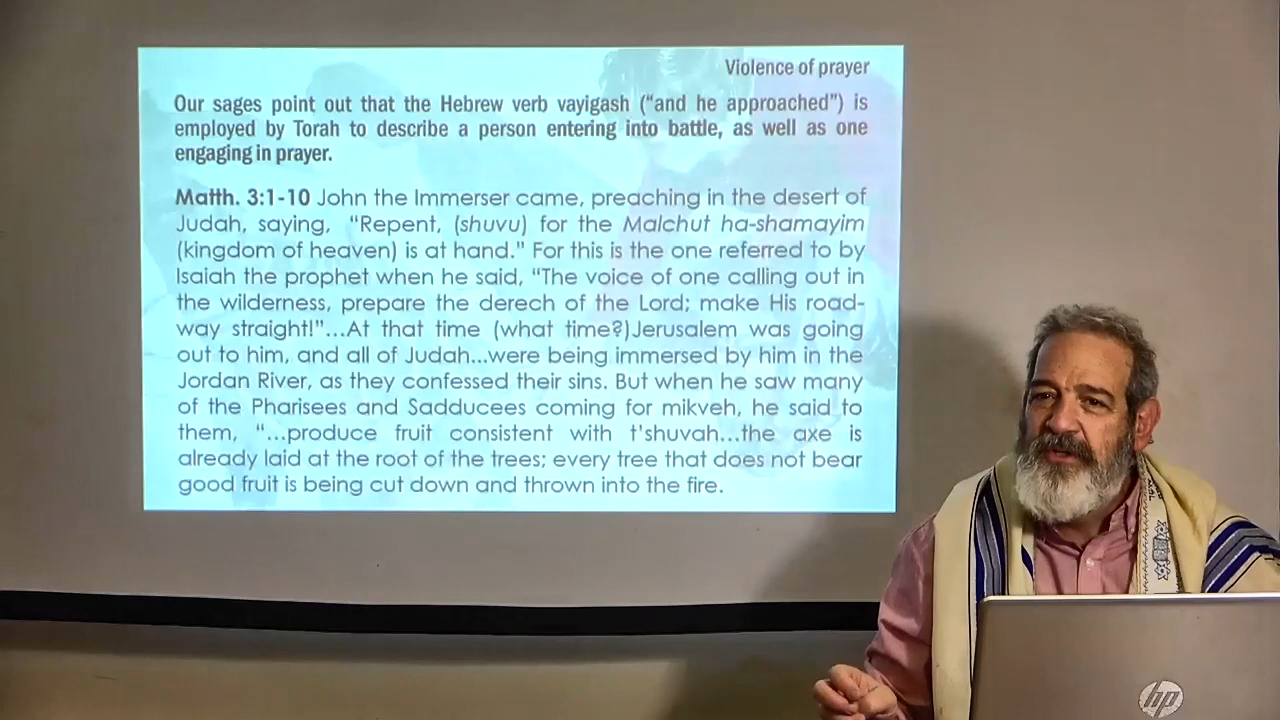 Violence of prayer
Our sages point out that the Hebrew verb vayigash (“and he approached”) is
employed by Torah to describe a person entering into battle, as well as one
engaging in prayer.
Matth. 3:1-10 John the Immerser came, preaching in the desert of
Judah, saying, “Repent, (shuvu) for the Malchut ha-shamayim
(kingdom of heaven) is at hand.” For this is the one referred to by
Isaiah the prophet when he said, “The voice of one calling out in
the wilderness, prepare the derech of the Lord; make His road-
way straight!”...At that time (what time?)Jerusalem was going
out to him, and all of Judah...were being immersed by him in the
Jordan River, as they confessed their sins. But when he saw many
of the Pharisees and Sadducees coming for mikveh, he said to
them, “...produce fruit consistent with t’shuvah...the axe is
already laid at the root of the trees; every tree that does not bear
good fruit is being cut down and thrown into the fire.
hp